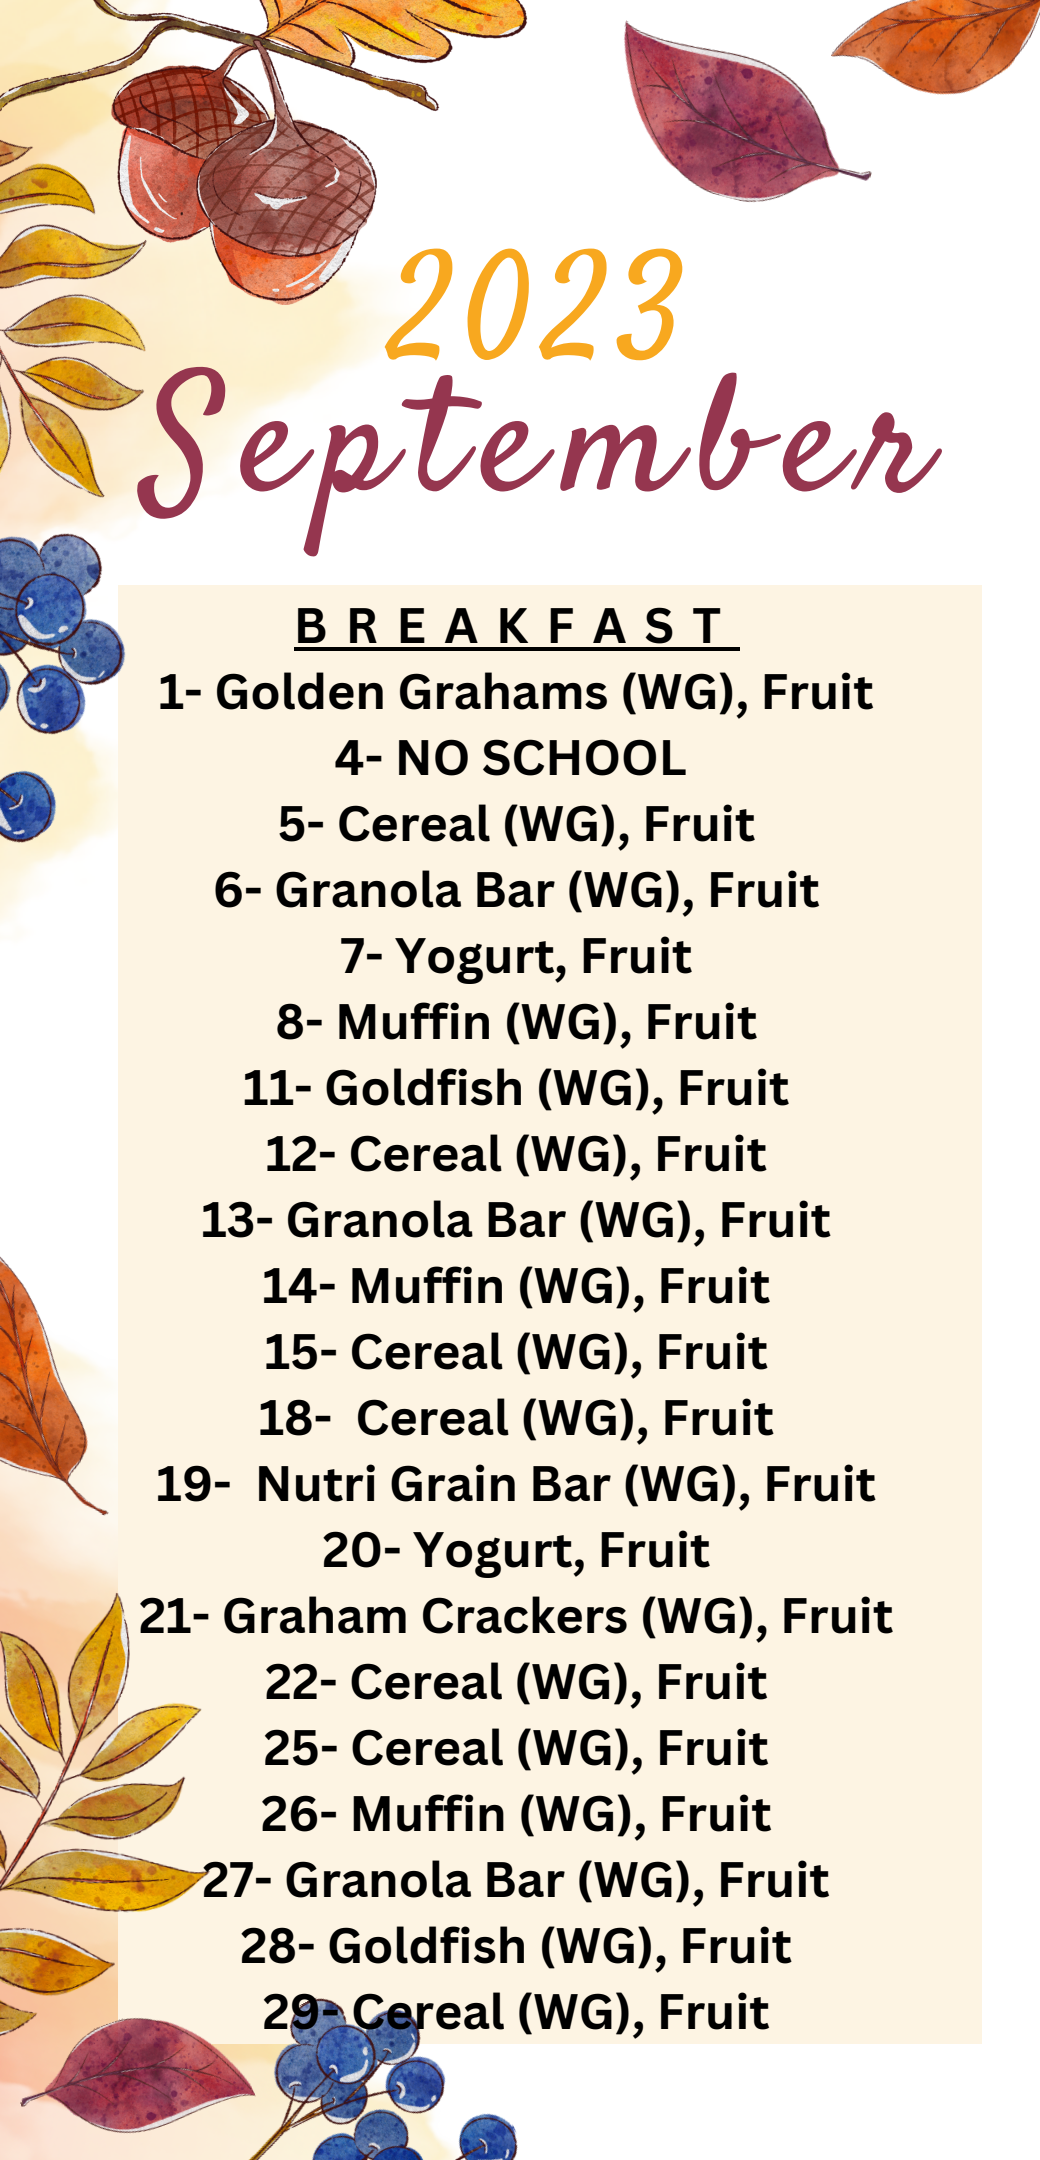 2023
September
BREAKFAST
1- Golden Grahams (WG), Fruit
4- NO SCHOOL
5- Cereal (WG), Fruit
6- Granola Bar (WG), Fruit
7- Yogurt, Fruit
8- Muffin (WG), Fruit
11- Goldfish (WG), Fruit
12- Cereal (WG), Fruit
13- Granola Bar (WG), Fruit
14- Muffin (WG), Fruit
15- Cereal (WG), Fruit
18- Cereal (WG), Fruit
19- Nutri Grain Bar (WG), Fruit
20- Yogurt, Fruit
21- Graham Crackers (WG), Fruit
22- Cereal (WG), Fruit
25- Cereal (WG), Fruit
26- Muffin (WG), Fruit
27- Granola Bar (WG), Fruit
28- Goldfish (WG), Fruit
29- Cereal (WG), Fruit